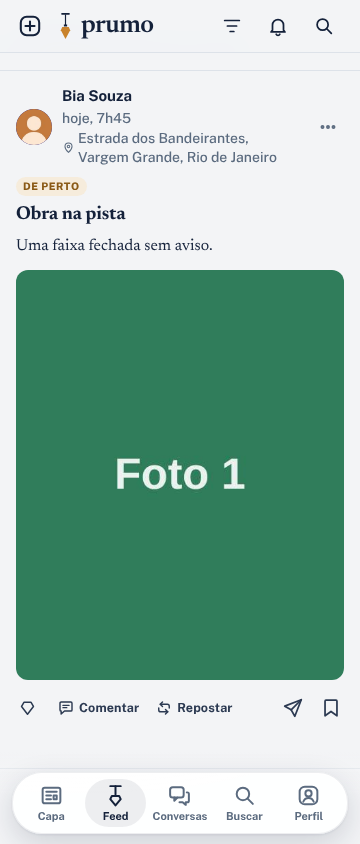 prumo
Bia Souza
hoje, 7h45
Estrada dos Bandeirantes,
Vargem Grande, Rio de Janeiro
DE PERTO
Obra na pista
Uma faixa fechada sem aviso.
Foto 1
Comentar
Repostar
Capa
Feed
Conversas
Buscar
Perfil